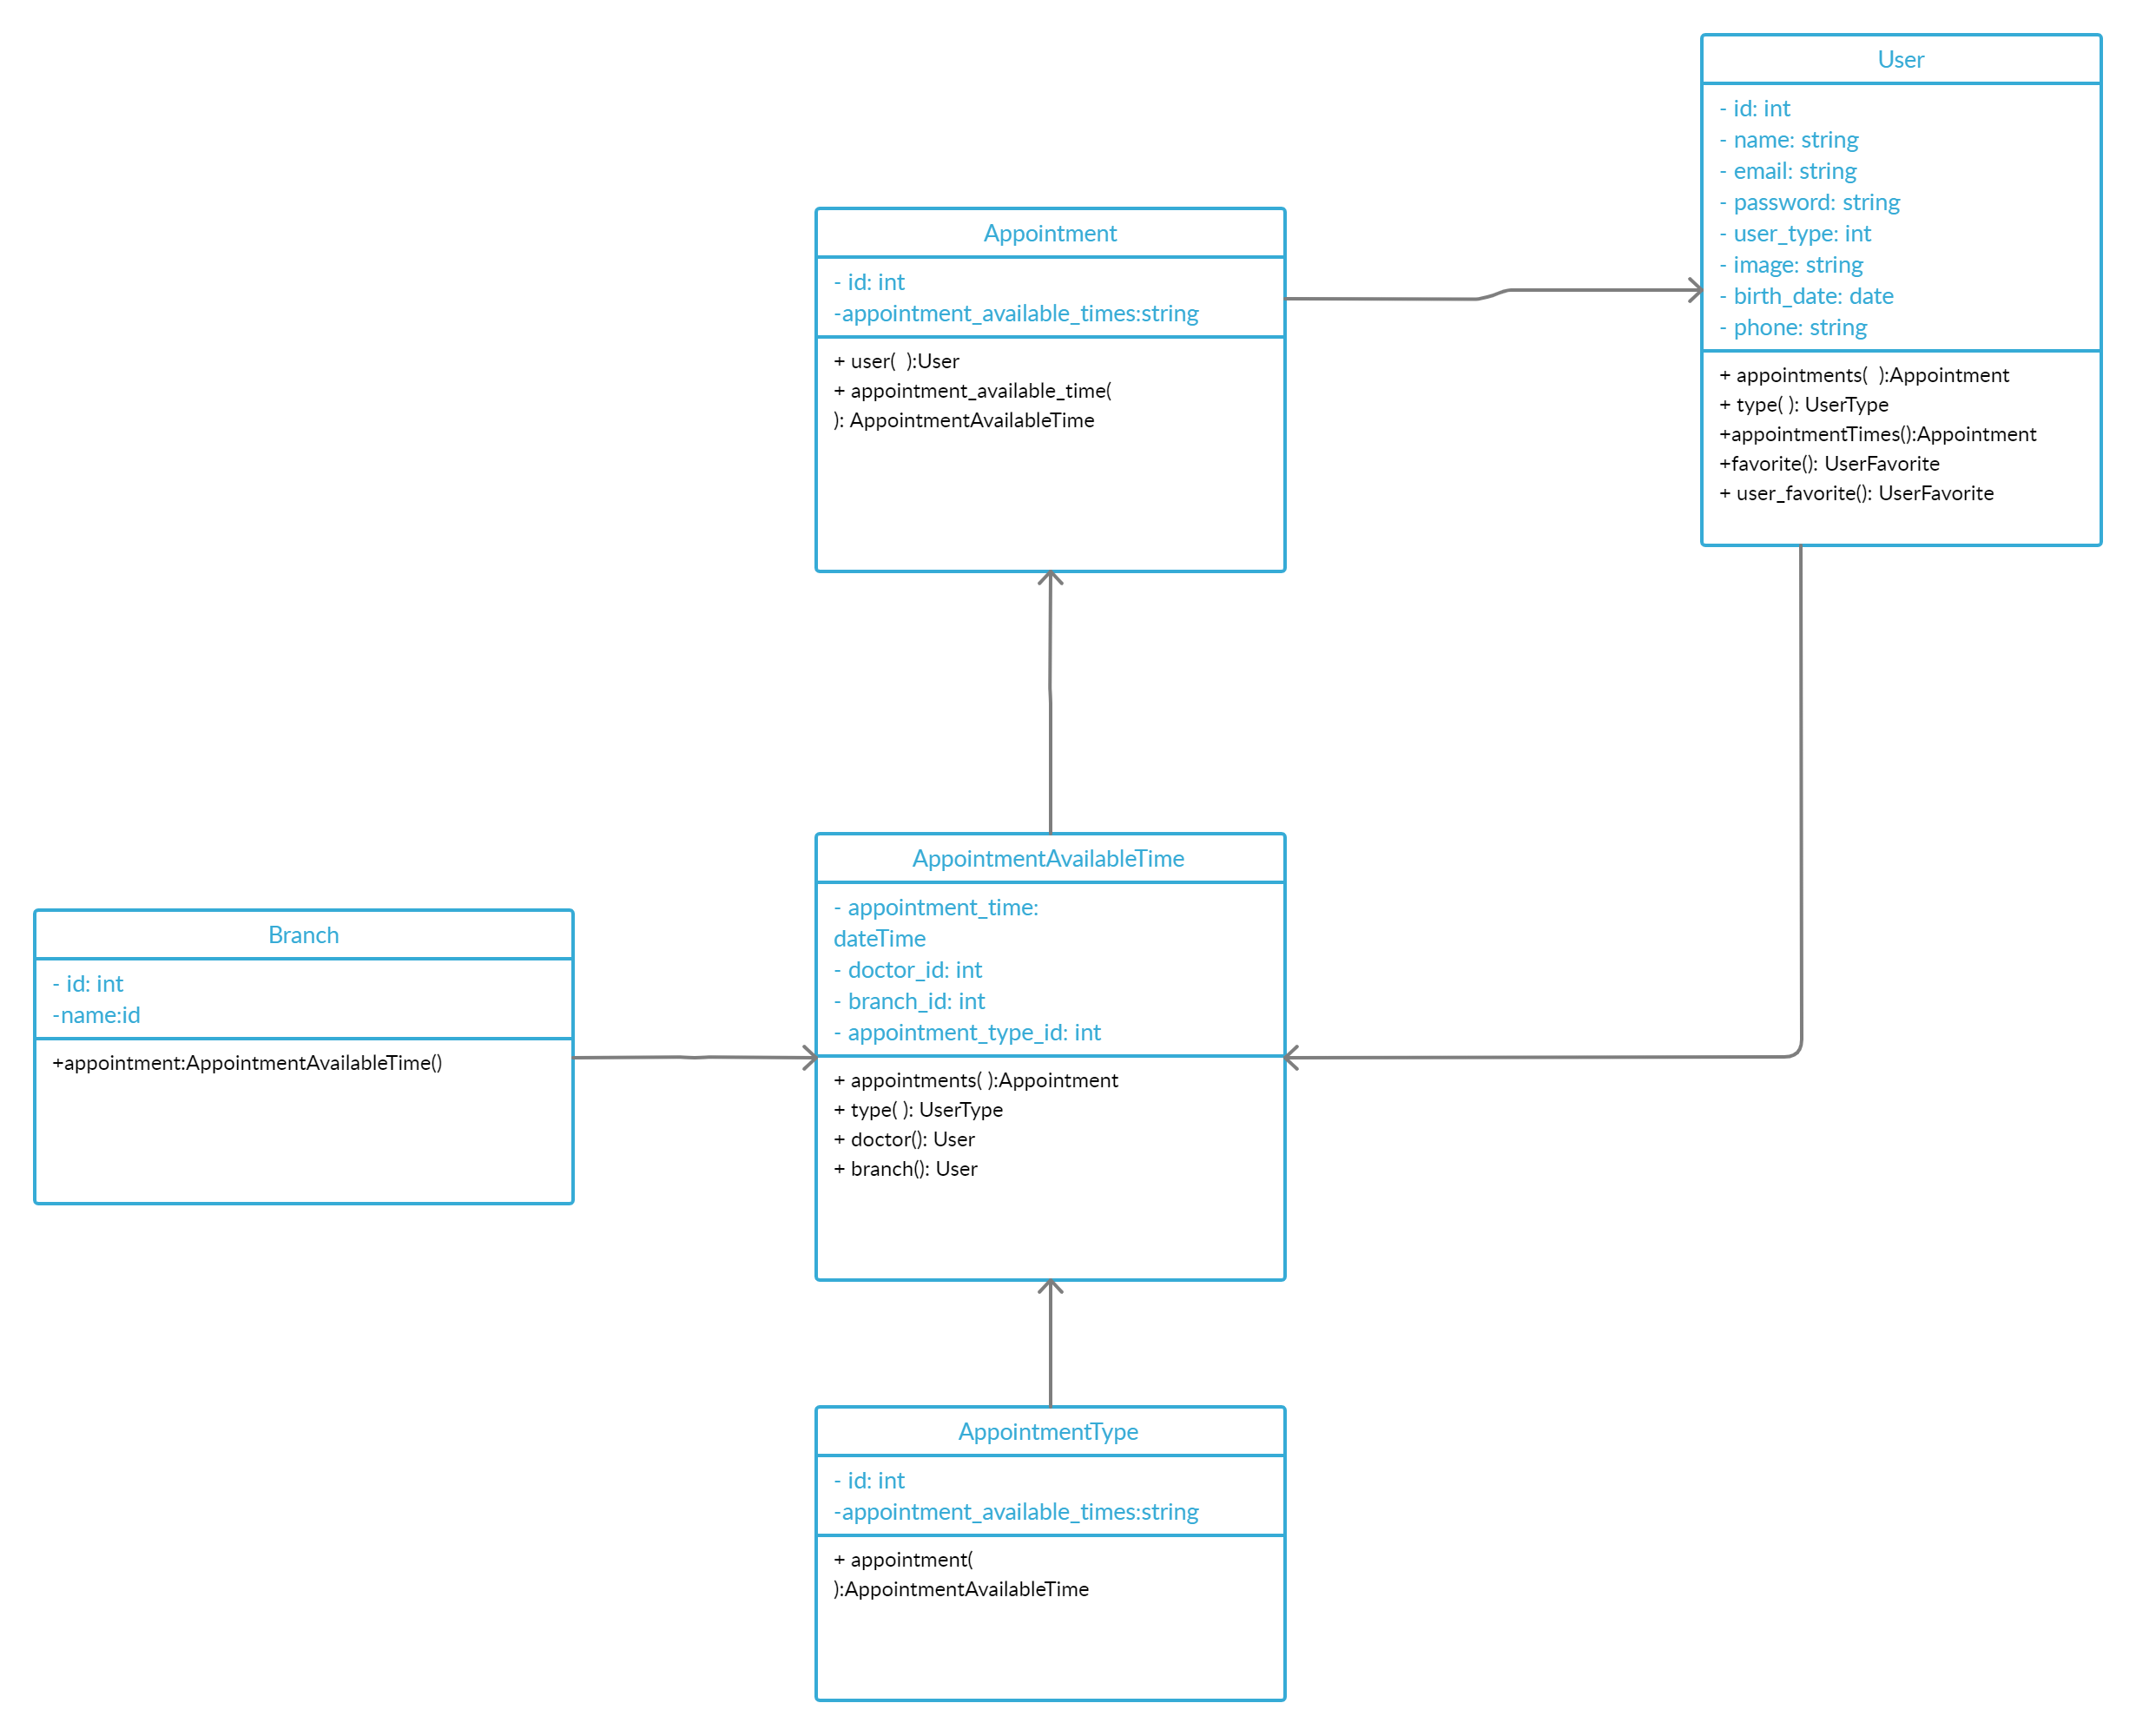 User
- id: int
- name: string
- email: string
- password: string
- user_type: int
- image: string
- birth_date: date
- phone: string
+ appointments(  ):Appointment
+ type( ): UserType
+appointmentTimes():Appointment
+favorite(): UserFavorite
+ user_favorite(): UserFavorite
Appointment
- id: int
-appointment_available_times:string
+ user(  ):User
+ appointment_available_time(
): AppointmentAvailableTime
AppointmentAvailableTime
- appointment_time:
dateTime
- doctor_id: int
- branch_id: int
- appointment_type_id: int
+ appointments( ):Appointment
+ type( ): UserType
+ doctor(): User
+ branch(): User
Branch
- id: int
-name:id
+appointment:AppointmentAvailableTime()
AppointmentType
- id: int
-appointment_available_times:string
+ appointment(
):AppointmentAvailableTime